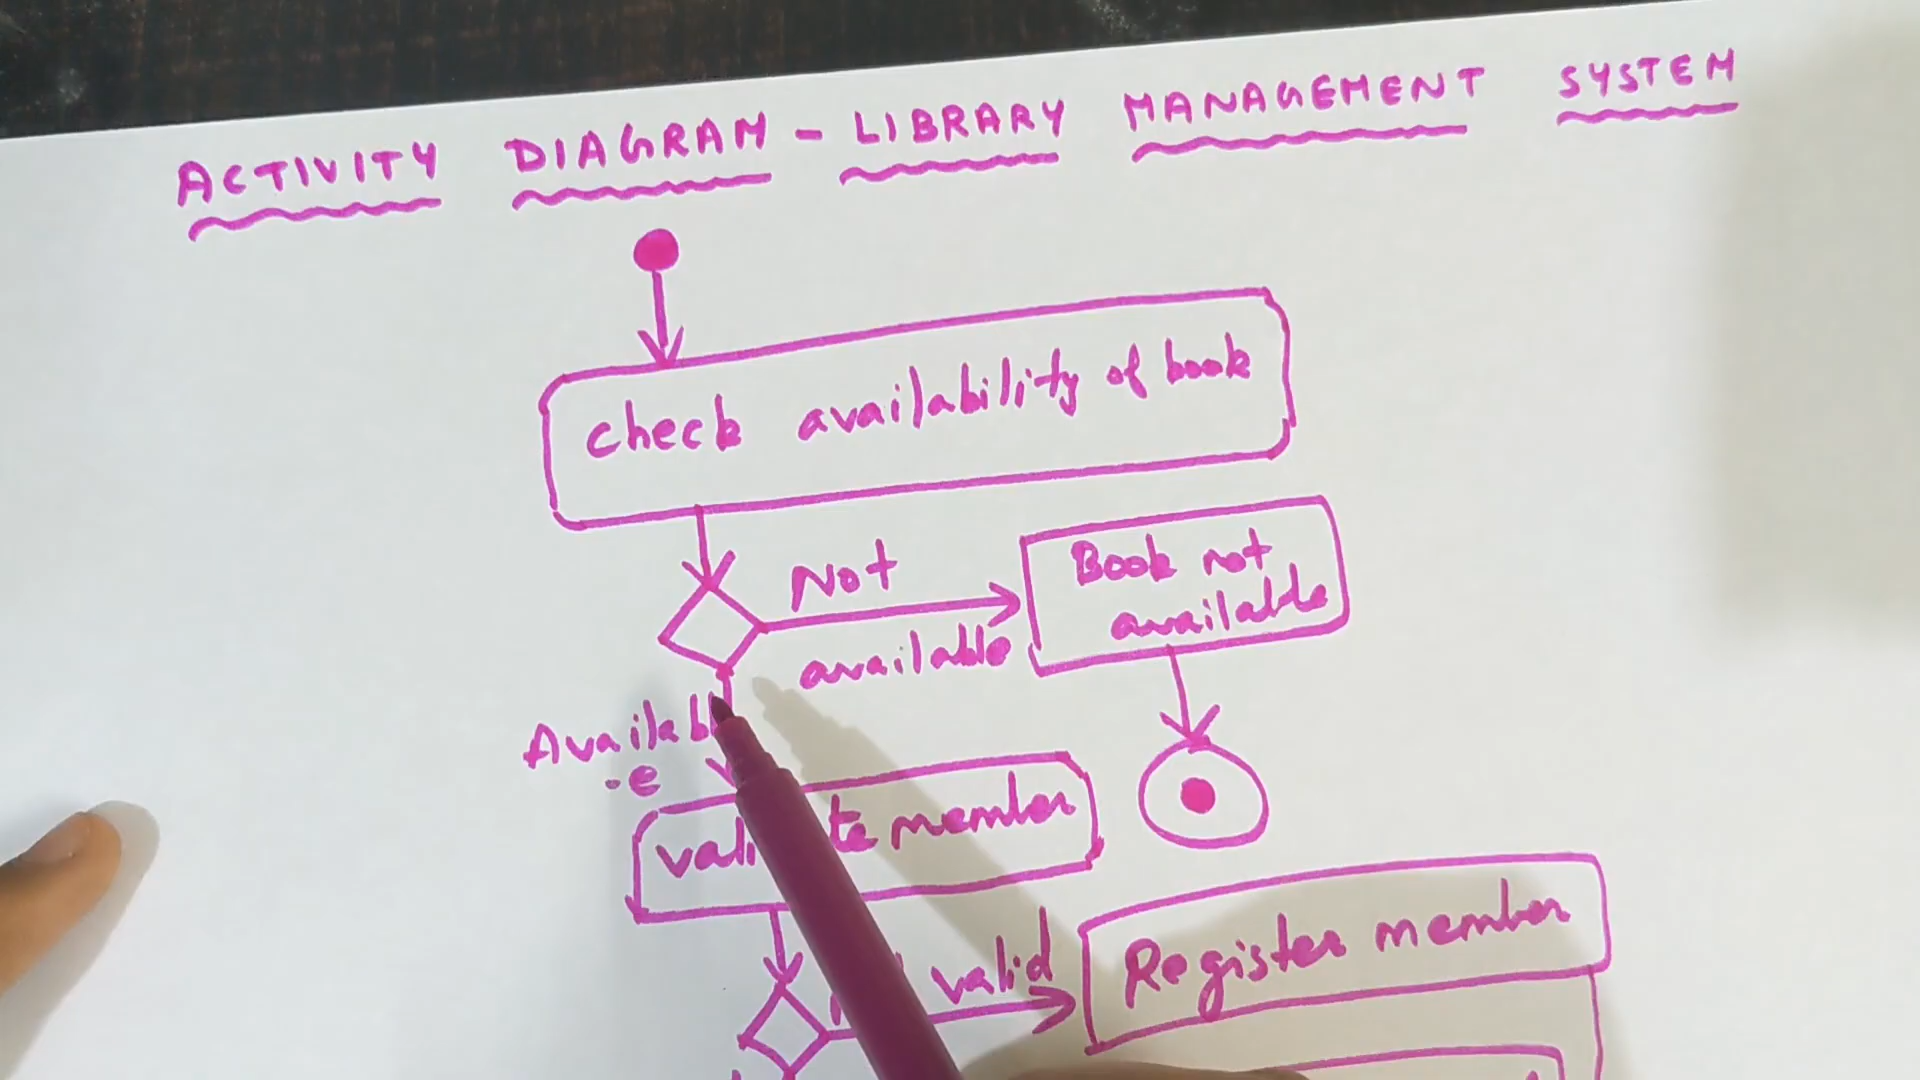 ACTIVITY DIAGRAM - LIBRARY MANAGEMENT SYSTEM
check availability of book
Not
available
Book not
available
Availabl
-e
member
valid
Register member